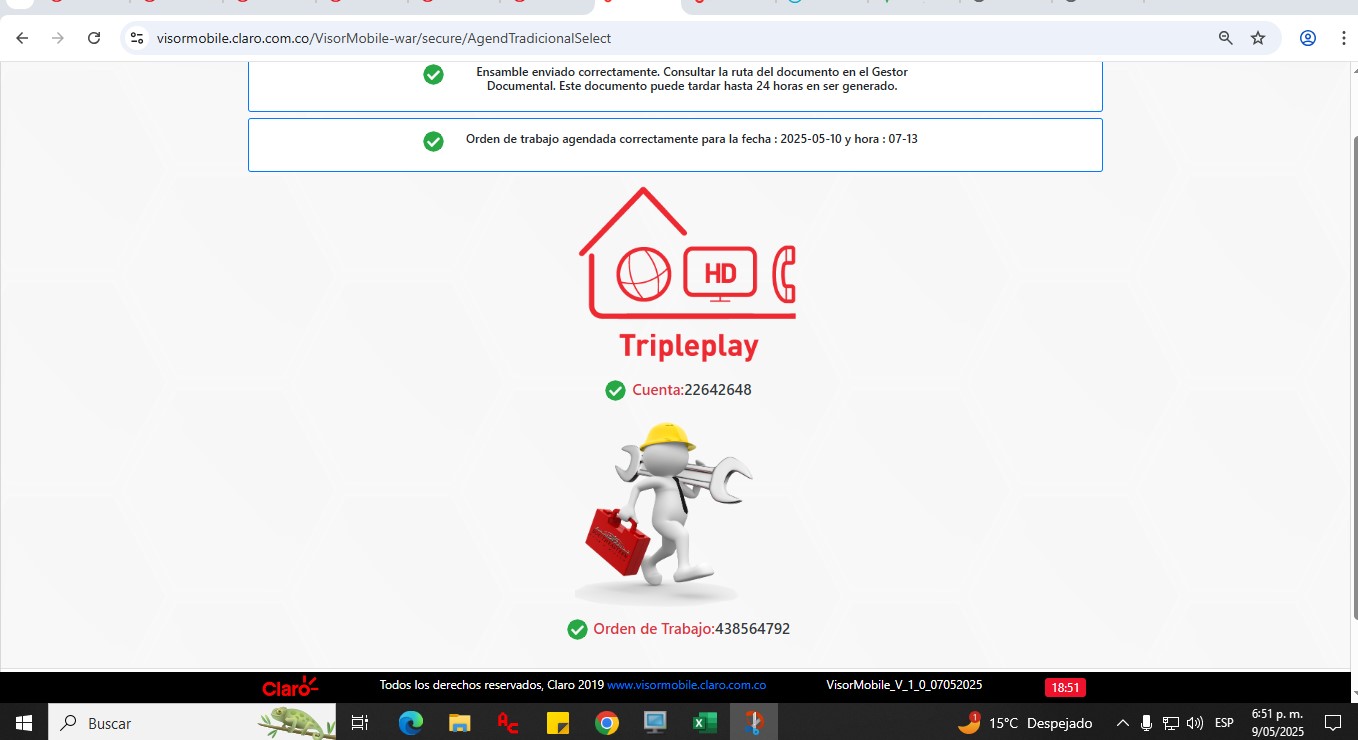 visormobile.claro.com.co/VisorMobile-war/secure/AgendTradicionalSelect
Ensamble enviado correctamente. Consultar la ruta del documento en el Gestor
Documental. Este documento puede tardar hasta 24 horas en ser generado.
Orden de trabajo agendada correctamente para la fecha : 2025-05-10 y hora : 07-13
HD
Tripleplay
Cuenta:22642648
Orden de Trabajo:438564792
Claro
Todos los derechos reservados, Claro 2019 www.visormobile.claro.com.co
VisorMobile_V_1_0_07052025
18:51
Buscar
AC
1
15°C Despejado
ESP
6:51 p. m.
9/05/2025